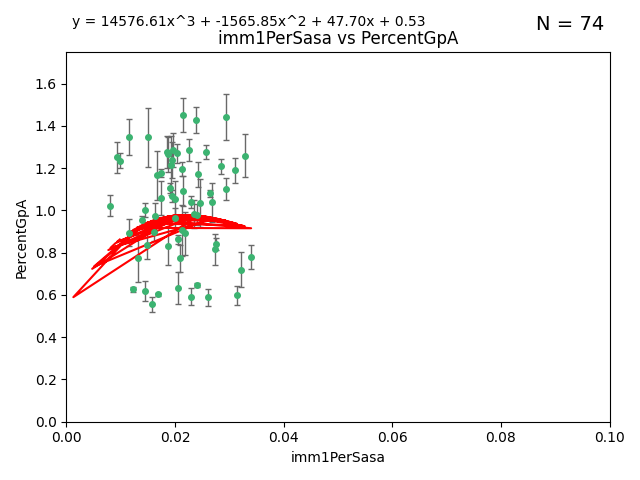 y = 14576.61x^3 + -1565.85x^2 + 47.70x + 0.53
N = 74
imm1PerSasa vs PercentGpA
PercentGpA
1.6
1.4
1.2
1.0
0.8
0.6
0.4
0.2
0.0
0.00 0.02 0.04 0.06 0.08 0.10
imm1PerSasa